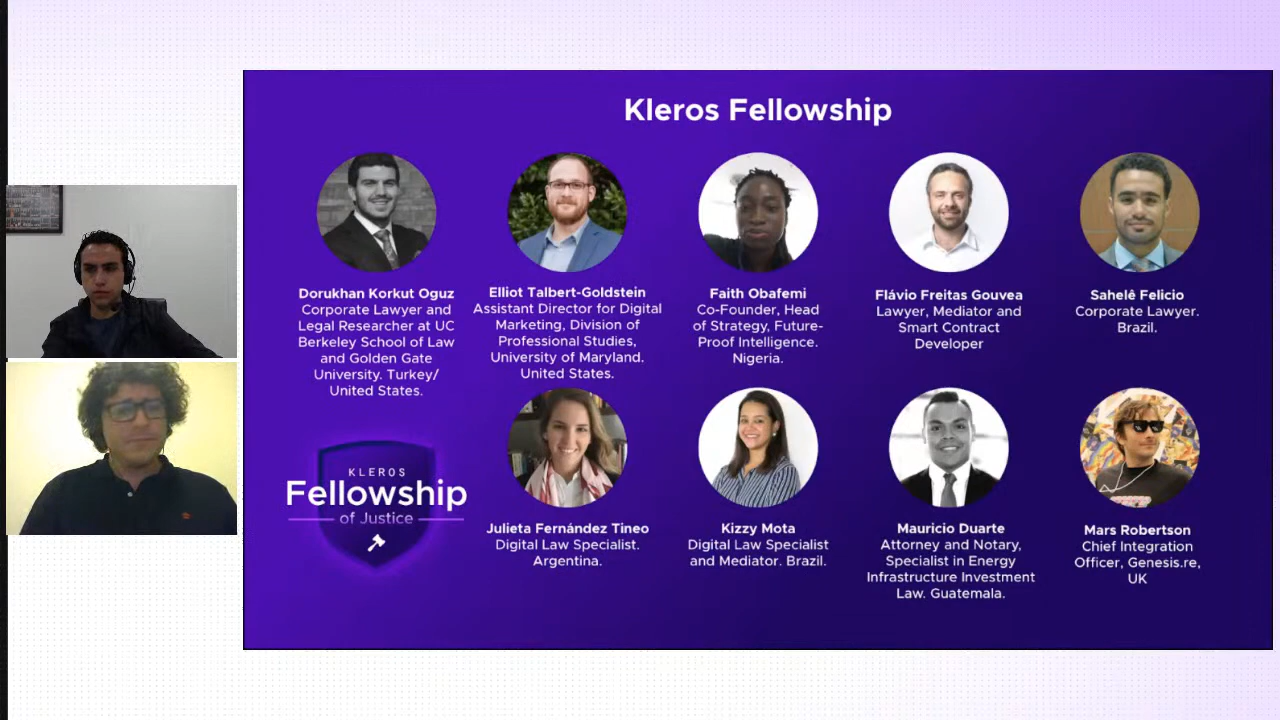 Kleros Fellowship
Dorukhan Korkut Oguz
Corporate Lawyer and
Legal Researcher at UC
Berkeley School of Law
and Golden Gate
University. Turkey/
United States.
Elliot Talbert-Goldstein
Assistant Director for Digital
Marketing, Division of
Professional Studies,
University of Maryland.
United States.
Faith Obafemi
Co-Founder, Head
of Strategy, Future-
Proof Intelligence.
Nigeria.
Flávio Freitas Gouvea
Lawyer, Mediator and
Smart Contract
Developer
Sahelê Felicio
Corporate Lawyer.
Brazil.
KLEROS
Fellowship
of Justice
Julieta Fernández Tineo
Digital Law Specialist.
Argentina.
Kizzy Mota
Digital Law Specialist
and Mediator. Brazil.
Mauricio Duarte
Attorney and Notary,
Specialist in Energy
Infrastructure Investment
Law. Guatemala.
Mars Robertson
Chief Integration
Officer, Genesis.re,
UK